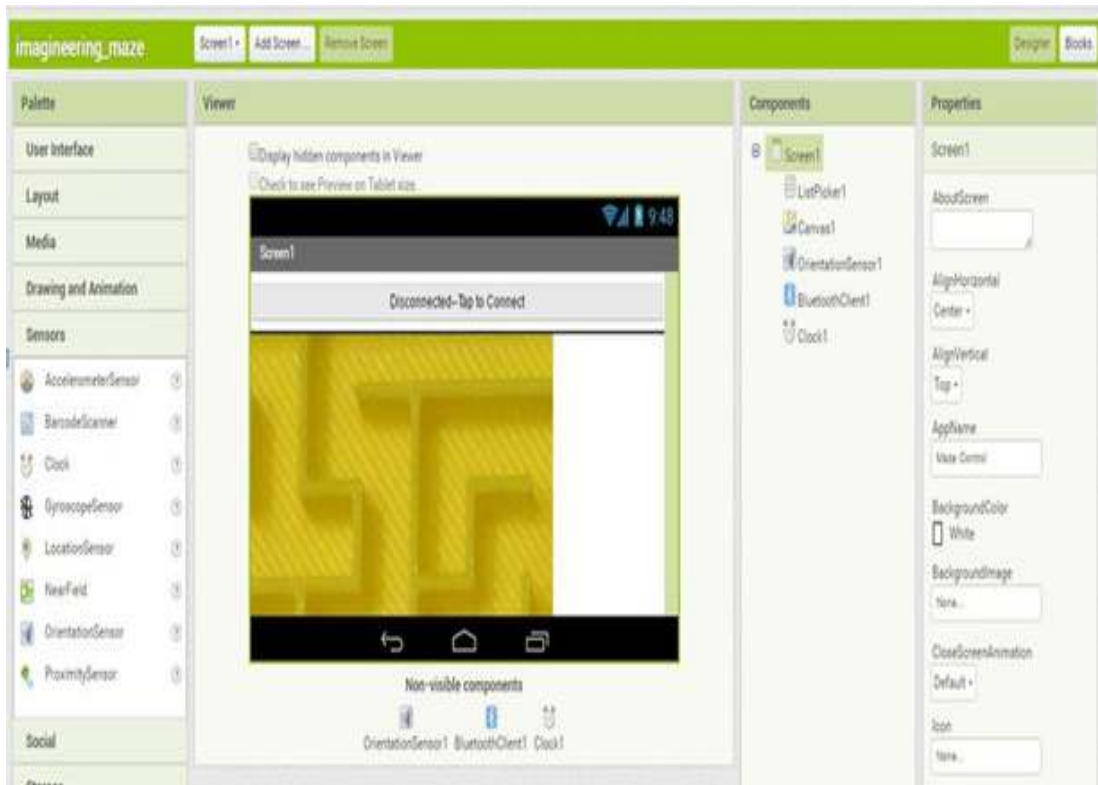 imagineering_maze
Screen1
Add Screen...
Remove Screen
Designer
Blocks
Palette
User Interface
Layout
Media
Drawing and Animation
Sensors
AccelerometerSensor
BarcodeScanner
Clock
GyroscopeSensor
LocationSensor
NearField
OrientationSensor
ProximitySensor
Social
Storage
Viewer
Display hidden components in Viewer
Check to see Preview on Tablet size.
9:48
Screen1
Disconnected--Tap to Connect
Non-visible components
OrientationSensor1 BluetoothClient1 Clock1
Components
Screen1
ListPicker1
Canvas1
OrientationSensor1
BluetoothClient1
Clock1
Properties
Screen1
AboutScreen
AlignHorizontal
Center
AlignVertical
Top
AppName
Maze Control
BackgroundColor
White
BackgroundImage
None...
CloseScreenAnimation
Default
Icon
None...